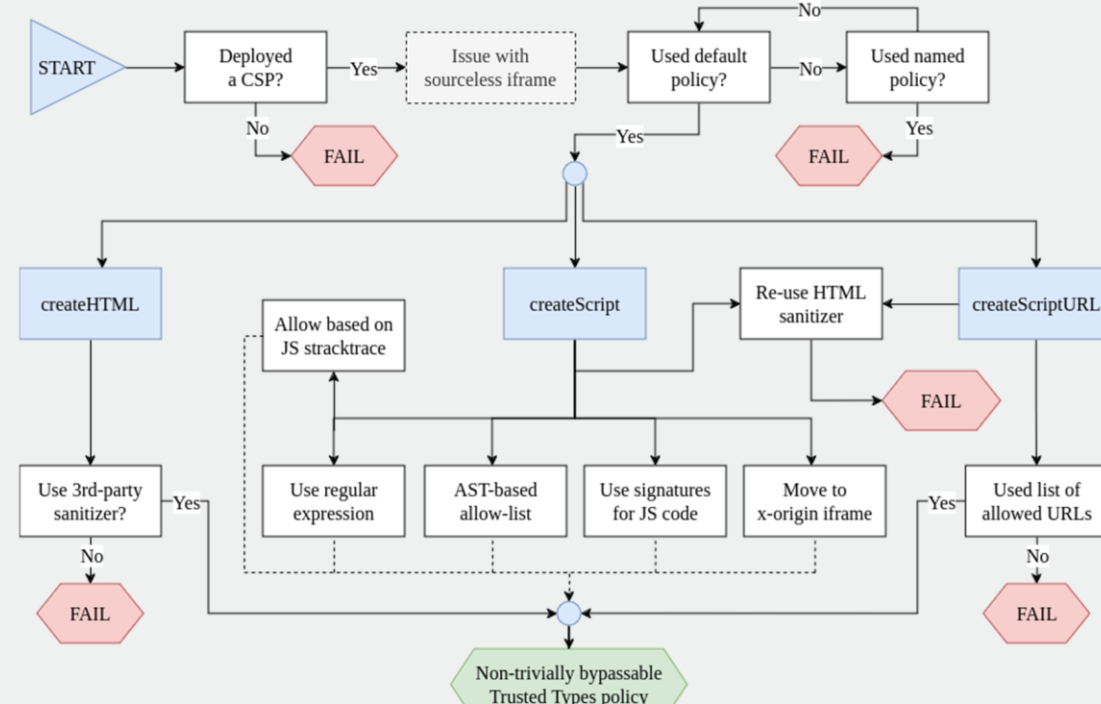 No
START
Deployed
a CSP?
Yes
Issue with
sourceless iframe
Used default
policy?
No
Used named
policy?
No
FAIL
Yes
FAIL
Yes
createHTML
createScript
Re-use HTML
sanitizer
createScriptURL
Allow based on
JS stracktrace
FAIL
Use 3rd-party
sanitizer?
Yes
Use regular
expression
AST-based
allow-list
Use signatures
for JS code
Move to
x-origin iframe
Yes
Used list of
allowed URLs
No
No
FAIL
FAIL
Non-trivially bypassable
Trusted Types policy